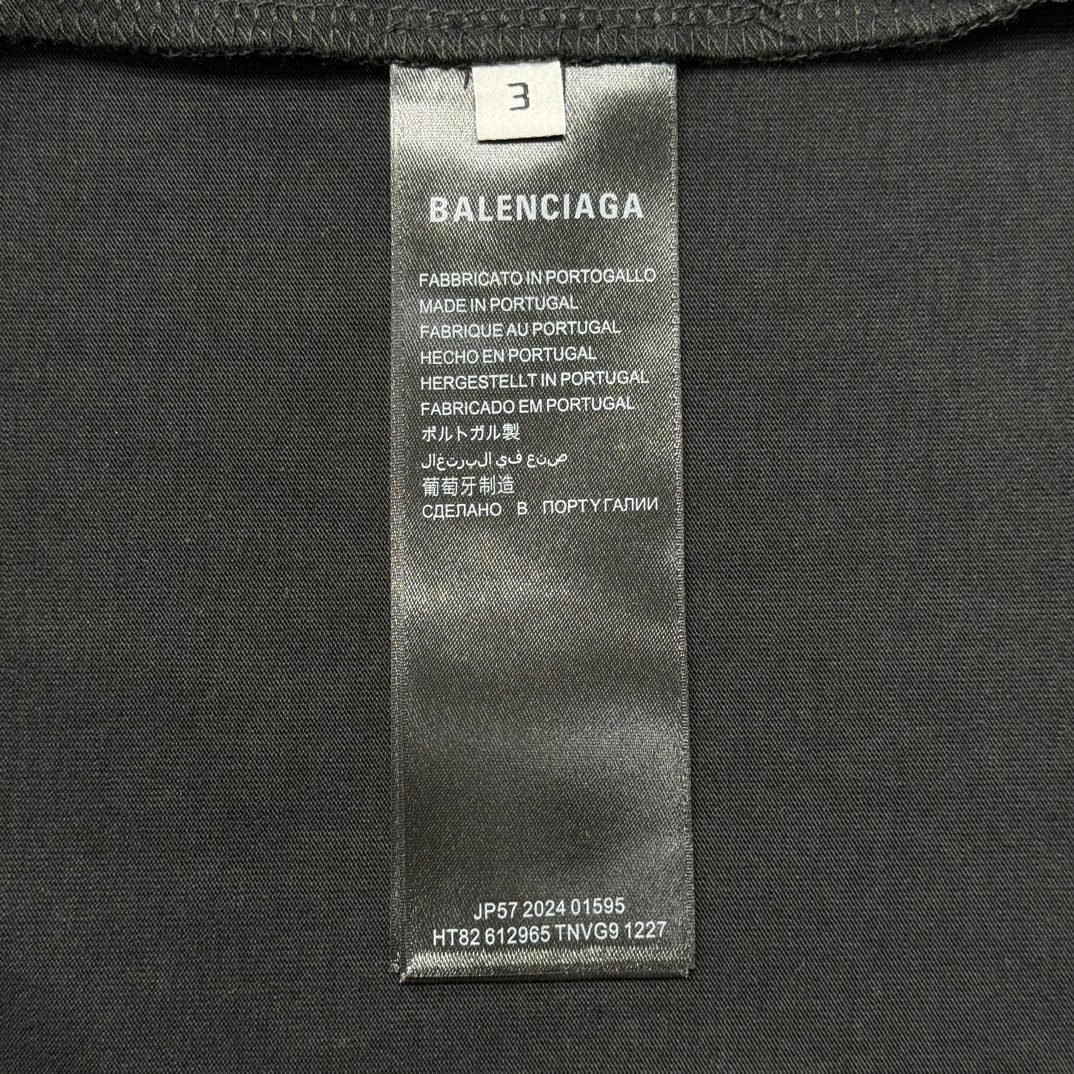 3
BALENCIAGA
FABBRICATO IN PORTOGALLO
MADE IN PORTUGAL
FABRIQUE AU PORTUGAL
HECHO EN PORTUGAL
HERGESTELLT IN PORTUGAL
FABRICADO EM PORTUGAL
ポルトガル製
صنع في البرتغال
葡萄牙制造
СДЕЛАНО В ПОРТУГАЛИИ
JP57 2024 01595
HT82 612965 TNVG9 1227